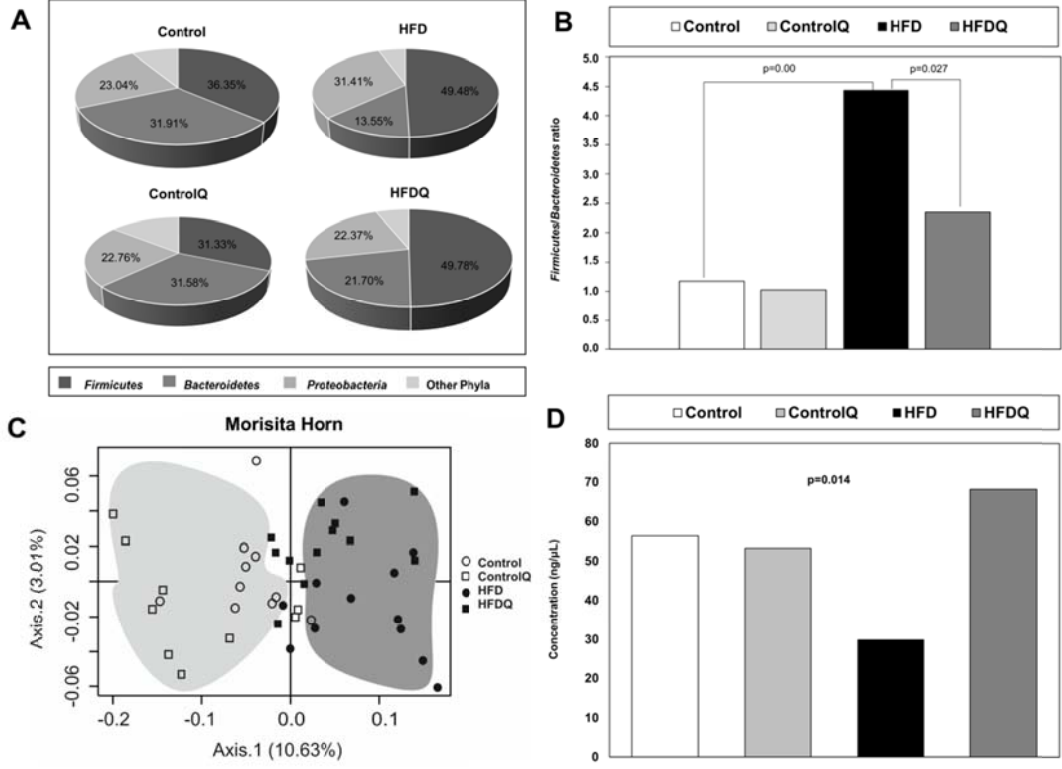 A
Control
HFD
23.04%
36.35%
31.91%
31.41%
49.48%
13.55%
ControlQ
HFDQ
22.76%
31.33%
31.58%
22.37%
49.78%
21.70%
Firmicutes Bacteroidetes Proteobacteria Other Phyla
B
Control ControlQ HFD HFDQ
p=0.00
p=0.027
Firmicutes/Bacteroidetes ratio
5.0
4.5
4.0
3.5
3.0
2.5
2.0
1.5
1.0
0.5
0.0
C
Morisita Horn
Axis.2 (3.01%)
0.06
0.02
-0.02
-0.06
-0.2 -0.1 0.0 0.1
Axis.1 (10.63%)
Control
ControlQ
HFD
HFDQ
D
Control ControlQ HFD HFDQ
p=0.014
Concentration (ng/µL)
80
70
60
50
40
30
20
10
0